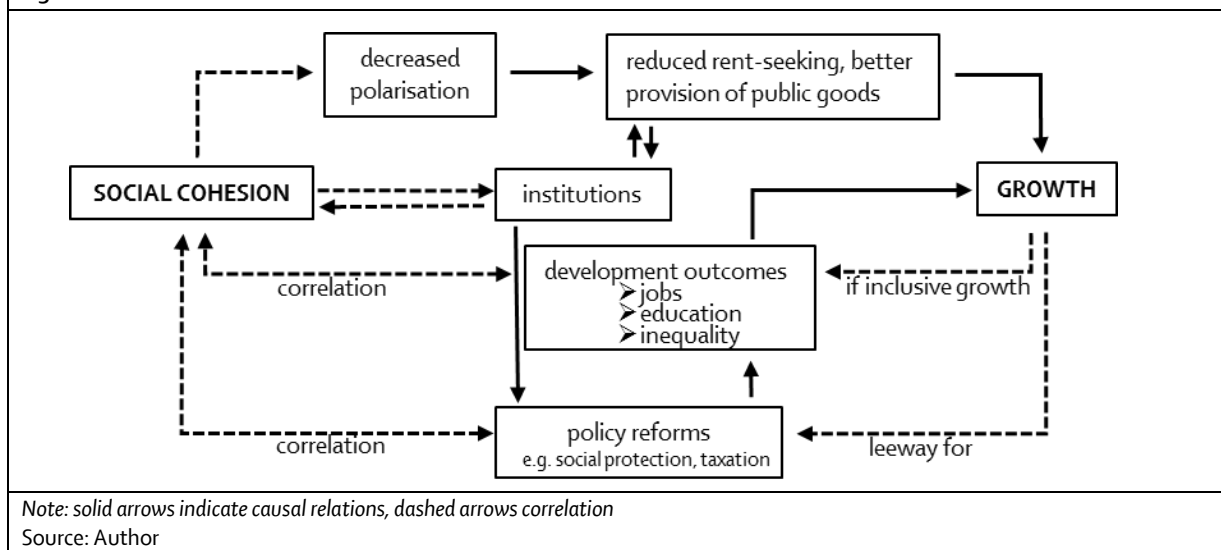 decreased
polarisation
reduced rent-seeking, better
provision of public goods
SOCIAL COHESION
institutions
GROWTH
development outcomes
➢ jobs
➢ education
➢ inequality
correlation
if inclusive growth
policy reforms
e.g. social protection, taxation
correlation
leeway for
Note: solid arrows indicate causal relations, dashed arrows correlation
Source: Author